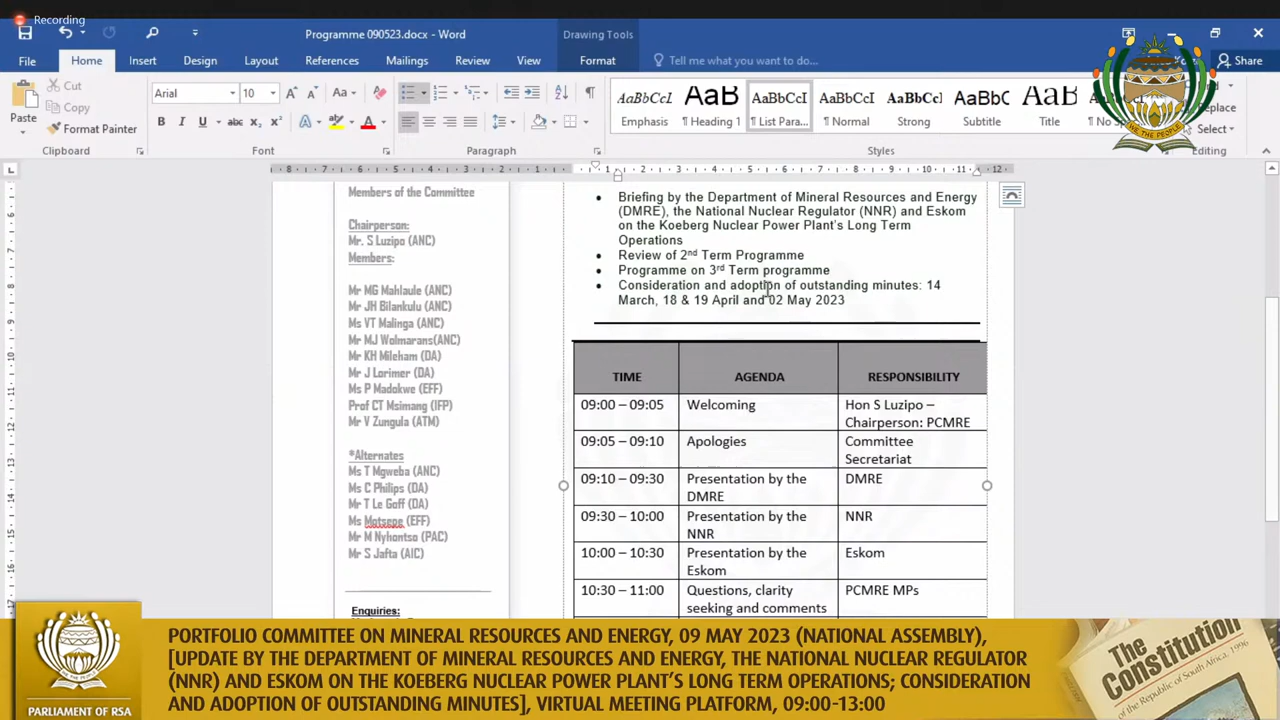 Recording
Programme 090523.docx - Word
Drawing Tools
File
Home
Insert
Design
Layout
References
Mailings
Review
View
Format
Tell me what you want to do...
Share
Paste
Cut
Copy
Format Painter
Clipboard
Arial
10
Font
Paragraph
AaBbCcI
Emphasis
AaB
¶ Heading 1
AaBbCcI
¶ List Para...
AaBbCcI
¶ Normal
AaBbCcI
Strong
AaBbC
Subtitle
AaB
Title
¶ No Sp
Styles
Select
Editing
WE, THE PEOPLE
Members of the Committee
Chairperson:
Mr. S Luzipo (ANC)
Members:
Mr MG Mahlaule (ANC)
Mr JH Bilankulu (ANC)
Ms VT Malinga (ANC)
Mr MJ Wolmarans(ANC)
Mr KH Mileham (DA)
Mr J Lorimer (DA)
Ms P Madokwe (EFF)
Prof CT Msimang (IFP)
Mr V Zungula (ATM)
*Alternates
Ms T Mgweba (ANC)
Ms C Philips (DA)
Mr T Le Goff (DA)
Ms Motsepe (EFF)
Mr M Nyhontso (PAC)
Mr S Jafta (AIC)
Enquiries:
• Briefing by the Department of Mineral Resources and Energy
(DMRE), the National Nuclear Regulator (NNR) and Eskom
on the Koeberg Nuclear Power Plant's Long Term
Operations
• Review of 2nd Term Programme
• Programme on 3rd Term programme
• Consideration and adoption of outstanding minutes: 14
March, 18 & 19 April and 02 May 2023
TIME AGENDA RESPONSIBILITY
09:00 – 09:05 Welcoming Hon S Luzipo –
Chairperson: PCMRE
09:05 – 09:10 Apologies Committee
Secretariat
09:10 – 09:30 Presentation by the DMRE
DMRE
09:30 – 10:00 Presentation by the NNR
NNR
10:00 – 10:30 Presentation by the Eskom
Eskom
10:30 – 11:00 Questions, clarity PCMRE MPs
seeking and comments
PARLIAMENT OF RSA
PORTFOLIO COMMITTEE ON MINERAL RESOURCES AND ENERGY, 09 MAY 2023 (NATIONAL ASSEMBLY),
[UPDATE BY THE DEPARTMENT OF MINERAL RESOURCES AND ENERGY, THE NATIONAL NUCLEAR REGULATOR
(NNR) AND ESKOM ON THE KOEBERG NUCLEAR POWER PLANT'S LONG TERM OPERATIONS; CONSIDERATION
AND ADOPTION OF OUTSTANDING MINUTES], VIRTUAL MEETING PLATFORM, 09:00-13:00
The
Constitution
of the Republic of South Africa, 1996